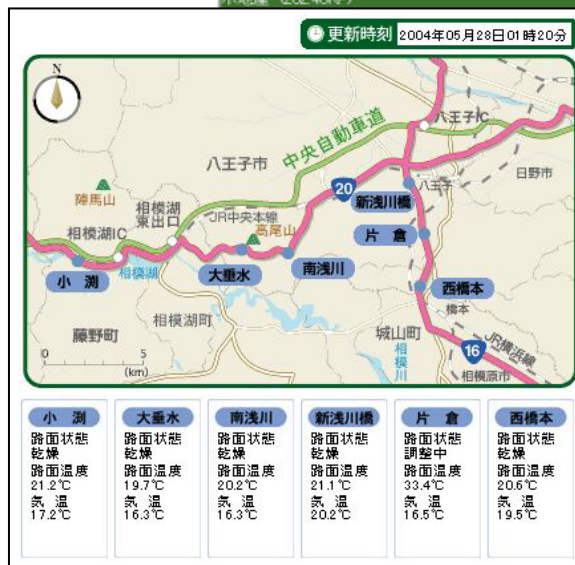 更新時刻 2004年05月28日01時20分
N
八王子IC
中央自動車道
八王子市
日野市
20
八王子
陣馬山
相模湖
東出口
新浅川橋
JR中央本線
高尾山
片倉
相模湖IC
小渕
相模湖
大垂水
南浅川
西橋本
橋本
藤野町
相模湖町
城山町
JR横浜線
相模川
16
0 5
(km)
相模原市
小渕
路面状態
乾燥
路面温度
21.2℃
気温
17.2℃
大垂水
路面状態
乾燥
路面温度
19.7℃
気温
16.3℃
南浅川
路面状態
乾燥
路面温度
20.2℃
気温
16.3℃
新浅川橋
路面状態
乾燥
路面温度
21.1℃
気温
20.2℃
片倉
路面状態
調整中
路面温度
33.4℃
気温
16.5℃
西橋本
路面状態
乾燥
路面温度
20.6℃
気温
19.5℃